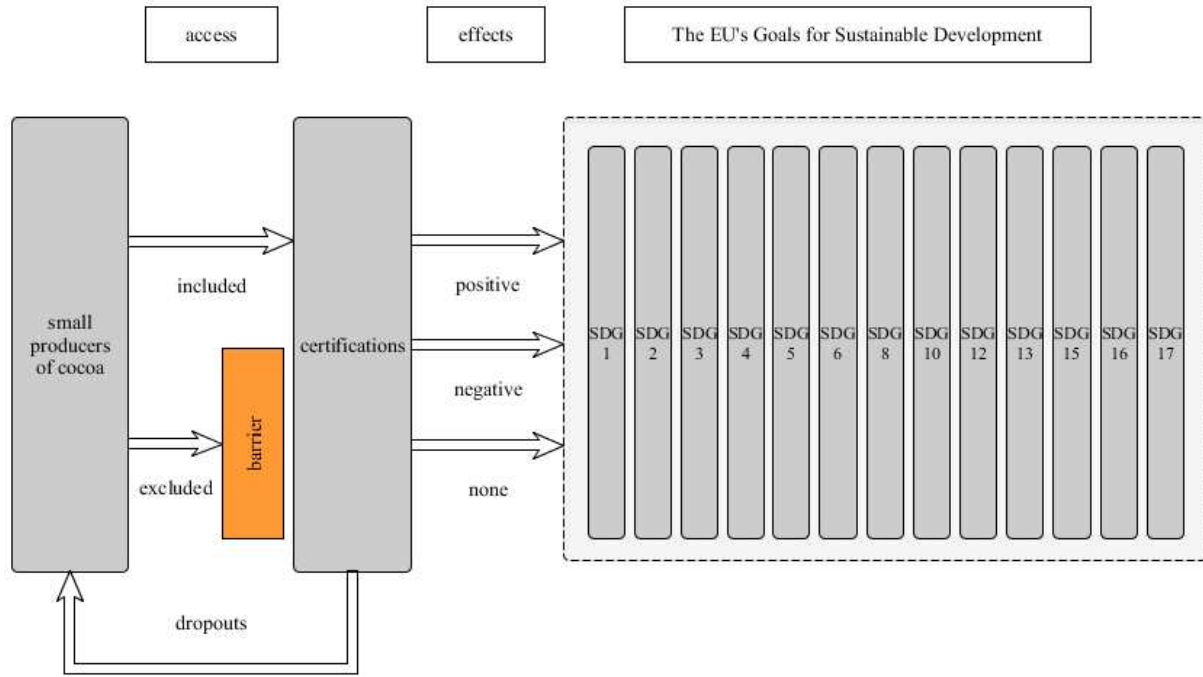 access
effects
The EU's Goals for Sustainable Development
included
positive
small
producers
of cocoa
certifications
negative
barrier
excluded
none
dropouts
SDG
1
SDG
2
SDG
3
SDG
4
SDG
5
SDG
6
SDG
8
SDG
10
SDG
12
SDG
13
SDG
15
SDG
16
SDG
17